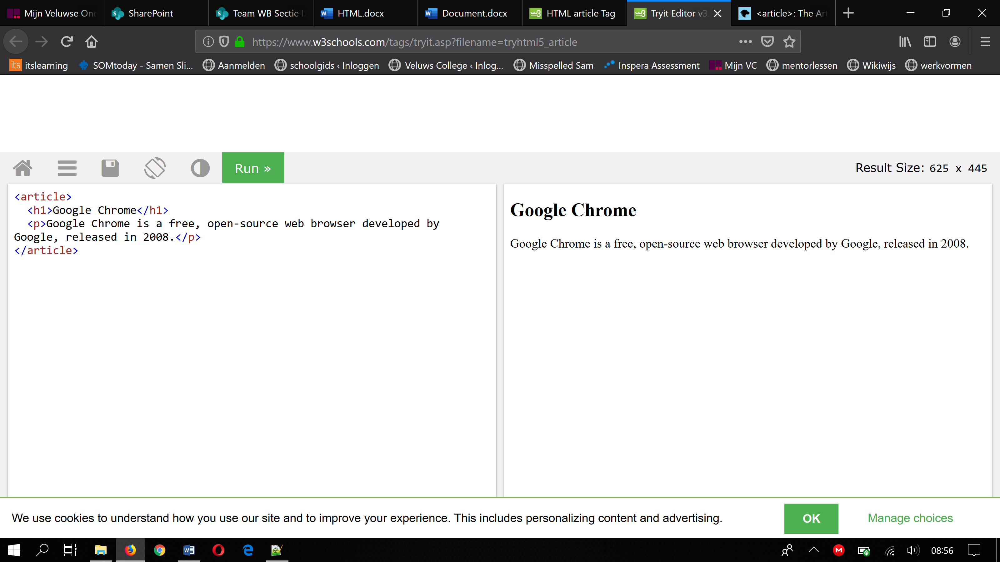 Mijn Veluwse Ond
SharePoint
Team WB Sectie I
HTML.docx
Document.docx
HTML article Tag
Tryit Editor v3.
<article>: The Art
https://www.w3schools.com/tags/tryit.asp?filename=tryhtml5_article
its itslearning
SOMtoday - Samen Sli...
Aanmelden
schoolgids ‹ Inloggen
Veluws College ‹ Inlog...
Misspelled Sam
Inspera Assessment
Mijn VC
mentorlessen
Wikiwijs
werkvormen
Run »
Result Size: 625 x 445
<article>
<h1>Google Chrome</h1>
<p>Google Chrome is a free, open-source web browser developed by
Google, released in 2008.</p>
</article>
Google Chrome
Google Chrome is a free, open-source web browser developed by Google, released in 2008.
We use cookies to understand how you use our site and to improve your experience. This includes personalizing content and advertising.
OK
Manage choices
08:56